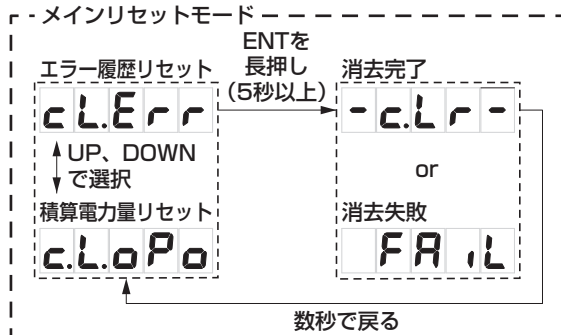 メインリセットモード
エラー履歴リセット
cL.Err
UP、DOWN
で選択
積算電力量リセット
c.L.oPo
ENTを
長押し
(5秒以上)
消去完了
-c.Lr-
or
消去失敗
FAiL
数秒で戻る